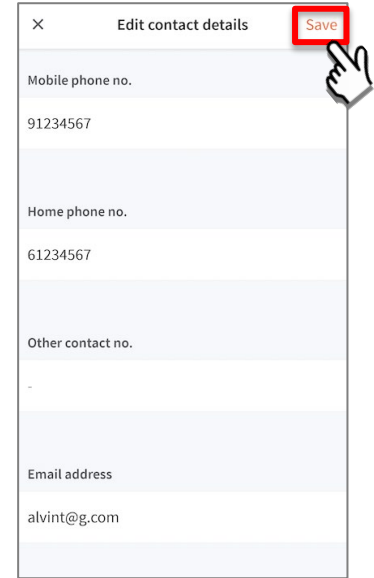 × Edit contact details Save
Mobile phone no.
91234567
Home phone no.
61234567
Other contact no.
-
Email address
alvint@g.com